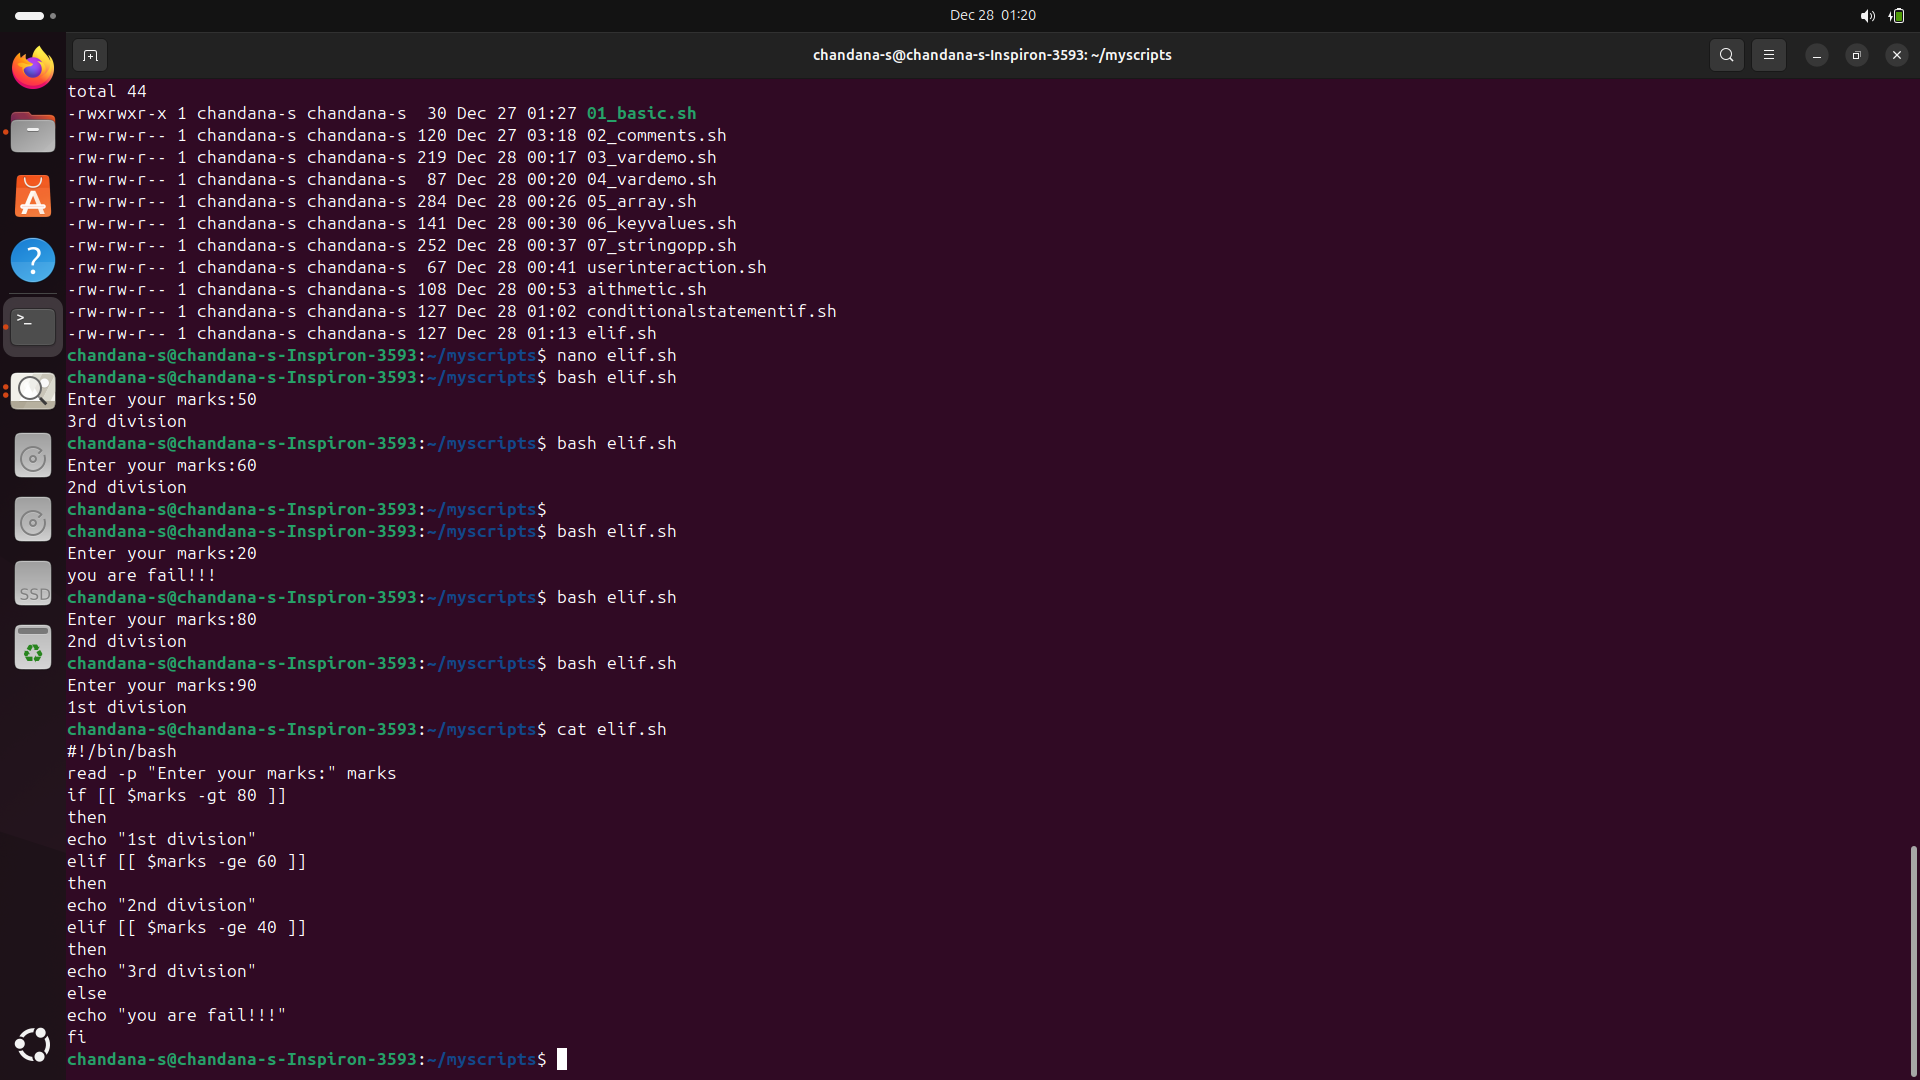 Dec 28 01:20
chandana-s@chandana-s-Inspiron-3593: ~/myscripts
total 44
-rwxrwxr-x 1 chandana-s chandana-s  30 Dec 27 01:27 01_basic.sh
-rw-rw-r-- 1 chandana-s chandana-s 120 Dec 27 03:18 02_comments.sh
-rw-rw-r-- 1 chandana-s chandana-s 219 Dec 28 00:17 03_vardemo.sh
-rw-rw-r-- 1 chandana-s chandana-s  87 Dec 28 00:20 04_vardemo.sh
-rw-rw-r-- 1 chandana-s chandana-s 284 Dec 28 00:26 05_array.sh
-rw-rw-r-- 1 chandana-s chandana-s 141 Dec 28 00:30 06_keyvalues.sh
-rw-rw-r-- 1 chandana-s chandana-s 252 Dec 28 00:37 07_stringopp.sh
-rw-rw-r-- 1 chandana-s chandana-s  67 Dec 28 00:41 userinteraction.sh
-rw-rw-r-- 1 chandana-s chandana-s 108 Dec 28 00:53 aithmetic.sh
-rw-rw-r-- 1 chandana-s chandana-s 127 Dec 28 01:02 conditionalstatementif.sh
-rw-rw-r-- 1 chandana-s chandana-s 127 Dec 28 01:13 elif.sh
chandana-s@chandana-s-Inspiron-3593:~/myscripts$ nano elif.sh
chandana-s@chandana-s-Inspiron-3593:~/myscripts$ bash elif.sh
Enter your marks:50
3rd division
chandana-s@chandana-s-Inspiron-3593:~/myscripts$ bash elif.sh
Enter your marks:60
2nd division
chandana-s@chandana-s-Inspiron-3593:~/myscripts$
chandana-s@chandana-s-Inspiron-3593:~/myscripts$ bash elif.sh
Enter your marks:20
you are fail!!!
chandana-s@chandana-s-Inspiron-3593:~/myscripts$ bash elif.sh
Enter your marks:80
2nd division
chandana-s@chandana-s-Inspiron-3593:~/myscripts$ bash elif.sh
Enter your marks:90
1st division
chandana-s@chandana-s-Inspiron-3593:~/myscripts$ cat elif.sh
#!/bin/bash
read -p "Enter your marks:" marks
if [[ $marks -gt 80 ]]
then
echo "1st division"
elif [[ $marks -ge 60 ]]
then
echo "2nd division"
elif [[ $marks -ge 40 ]]
then
echo "3rd division"
else
echo "you are fail!!!"
fi
chandana-s@chandana-s-Inspiron-3593:~/myscripts$
SSD